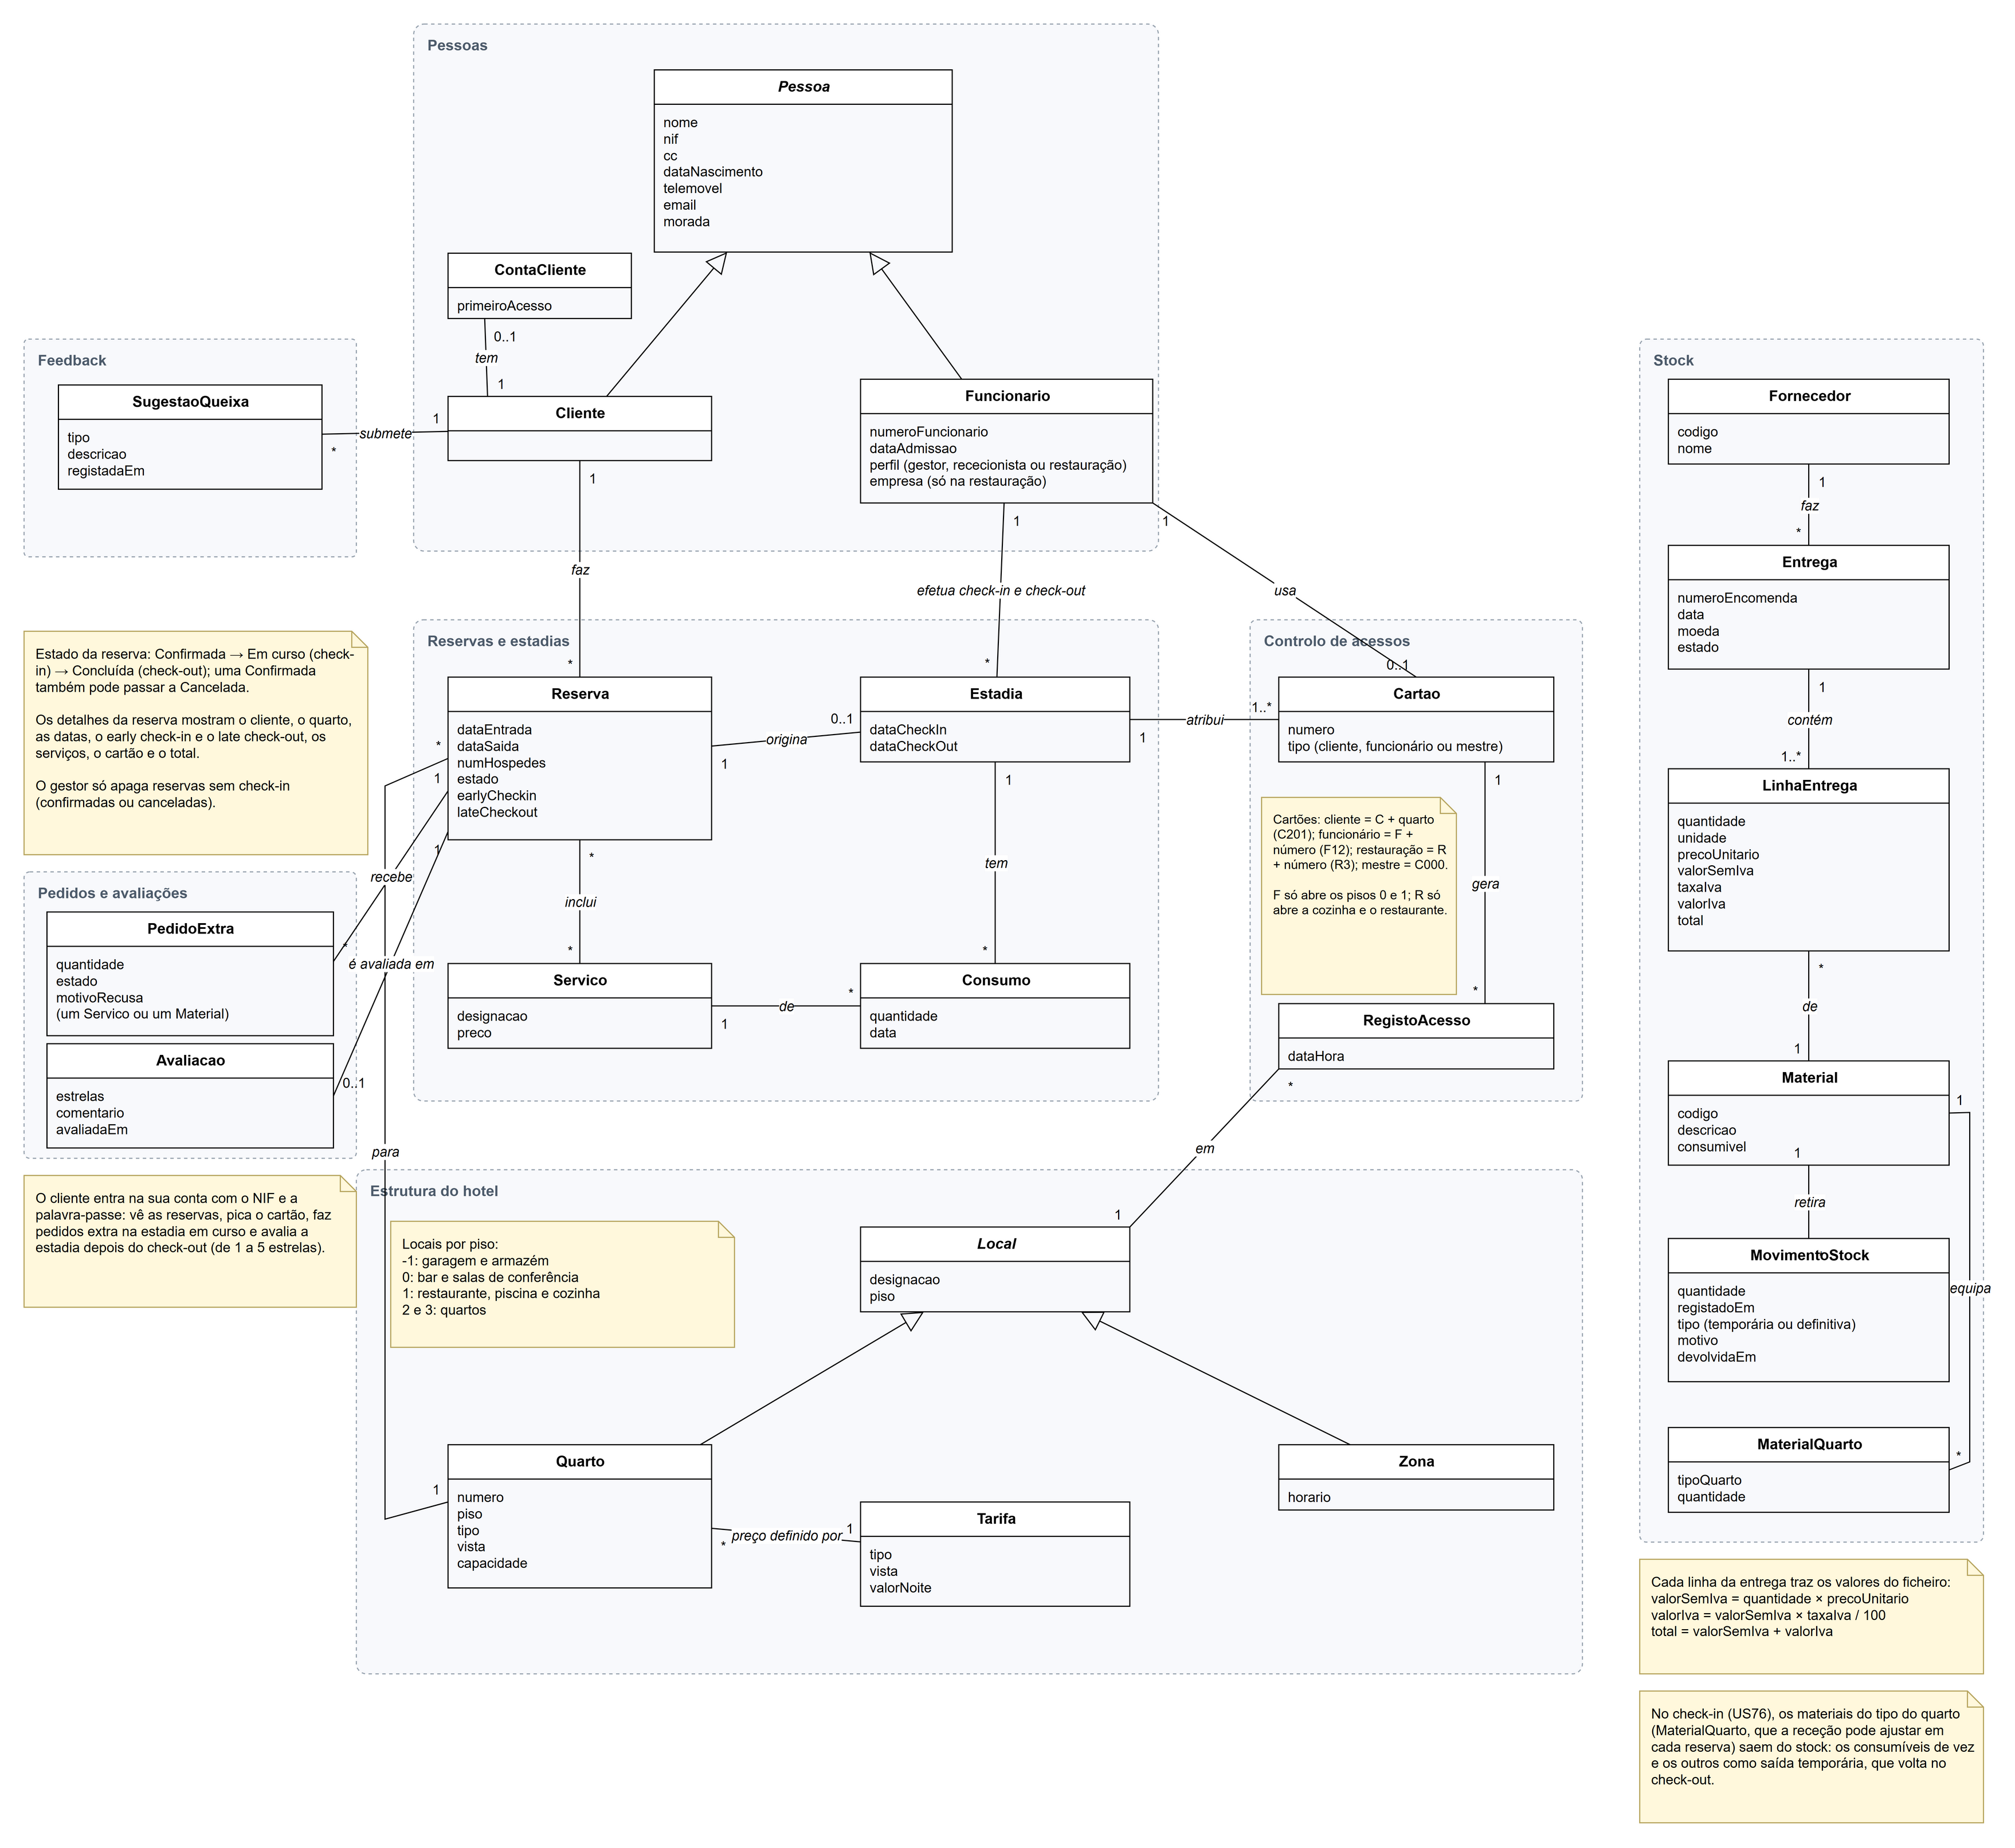 Pessoas
Pessoa
nome
nif
cc
dataNascimento
telemovel
email
morada
ContaCliente
primeiroAcesso
0..1
tem
1
Cliente
Funcionario
numeroFuncionario
dataAdmissao
perfil (gestor, rececionista ou restauração)
empresa (só na restauração)
Feedback
SugestaoQueixa
tipo
descricao
registadaEm
*
submete
1
1
faz
*
1
efetua check-in e check-out
*
1
usa
0..1
Estado da reserva: Confirmada → Em curso (check-
in) → Concluída (check-out); uma Confirmada
também pode passar a Cancelada.
Os detalhes da reserva mostram o cliente, o quarto,
as datas, o early check-in e o late check-out, os
serviços, o cartão e o total.
O gestor só apaga reservas sem check-in
(confirmadas ou canceladas).
Reservas e estadias
Reserva
dataEntrada
dataSaida
numHospedes
estado
earlyCheckin
lateCheckout
1
origina
0..1
Estadia
dataCheckIn
dataCheckOut
1
atribui
1..*
*
inclui
*
1
tem
*
Servico
designacao
preco
1
de
*
Consumo
quantidade
data
Controlo de acessos
Cartao
numero
tipo (cliente, funcionário ou mestre)
Cartões: cliente = C + quarto
(C201); funcionário = F +
número (F12); restauração = R
+ número (R3); mestre = C000.
F só abre os pisos 0 e 1; R só
abre a cozinha e o restaurante.
1
gera
*
RegistoAcesso
dataHora
*
em
1
Pedidos e avaliações
PedidoExtra
quantidade
estado
motivoRecusa
(um Servico ou um Material)
Avaliacao
estrelas
comentario
avaliadaEm
*
1
1
recebe
*
é avaliada em
0..1
para
1
O cliente entra na sua conta com o NIF e a
palavra-passe: vê as reservas, pica o cartão, faz
pedidos extra na estadia em curso e avalia a
estadia depois do check-out (de 1 a 5 estrelas).
Estrutura do hotel
Locais por piso:
-1: garagem e armazém
0: bar e salas de conferência
1: restaurante, piscina e cozinha
2 e 3: quartos
Local
designacao
piso
Quarto
numero
piso
tipo
vista
capacidade
*
preço definido por
1
Tarifa
tipo
vista
valorNoite
Zona
horario
Stock
Fornecedor
codigo
nome
1
faz
*
Entrega
numeroEncomenda
data
moeda
estado
1
contém
1..*
LinhaEntrega
quantidade
unidade
precoUnitario
valorSemIva
taxaIva
valorIva
total
*
de
1
Material
codigo
descricao
consumivel
1
1
retira
*
MovimentoStock
quantidade
registadoEm
tipo (temporária ou definitiva)
motivo
devolvidaEm
equipa
*
MaterialQuarto
tipoQuarto
quantidade
Cada linha da entrega traz os valores do ficheiro:
valorSemIva = quantidade × precoUnitario
valorIva = valorSemIva × taxaIva / 100
total = valorSemIva + valorIva
No check-in (US76), os materiais do tipo do quarto
(MaterialQuarto, que a receção pode ajustar em
cada reserva) saem do stock: os consumíveis de vez
e os outros como saída temporária, que volta no
check-out.